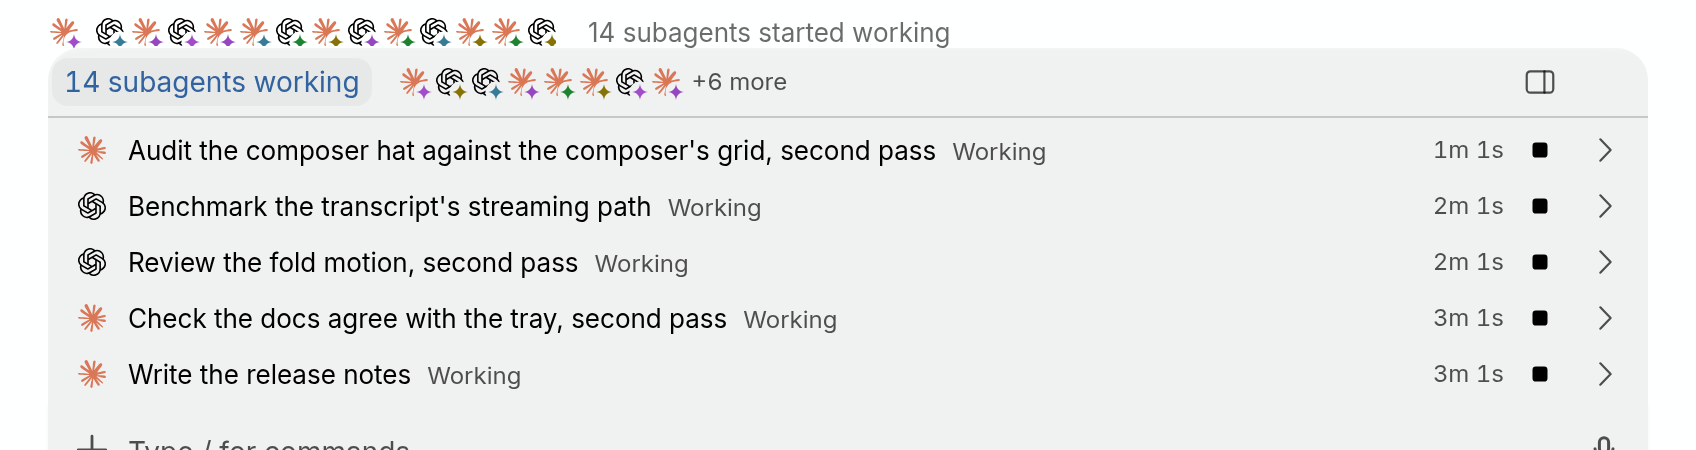 14 subagents started working
14 subagents working +6 more
Audit the composer hat against the composer's grid, second pass Working 1m 1s
Benchmark the transcript's streaming path Working 2m 1s
Review the fold motion, second pass Working 2m 1s
Check the docs agree with the tray, second pass Working 3m 1s
Write the release notes Working 3m 1s
Type / for commands